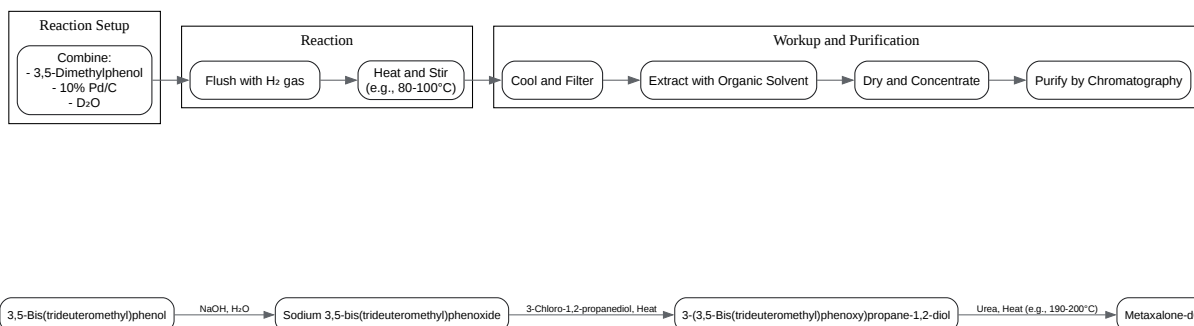 Reaction Setup
Combine:
- 3,5-Dimethylphenol
- 10% Pd/C
- D₂O
Reaction
Flush with H₂ gas
Heat and Stir
(e.g., 80-100°C)
Workup and Purification
Cool and Filter
Extract with Organic Solvent
Dry and Concentrate
Purify by Chromatography
3,5-Bis(trideuteromethyl)phenol
NaOH, H₂O
Sodium 3,5-bis(trideuteromethyl)phenoxide
3-Chloro-1,2-propanediol, Heat
3-(3,5-Bis(trideuteromethyl)phenoxy)propane-1,2-diol
Urea, Heat (e.g., 190-200°C)
Metaxalone-d